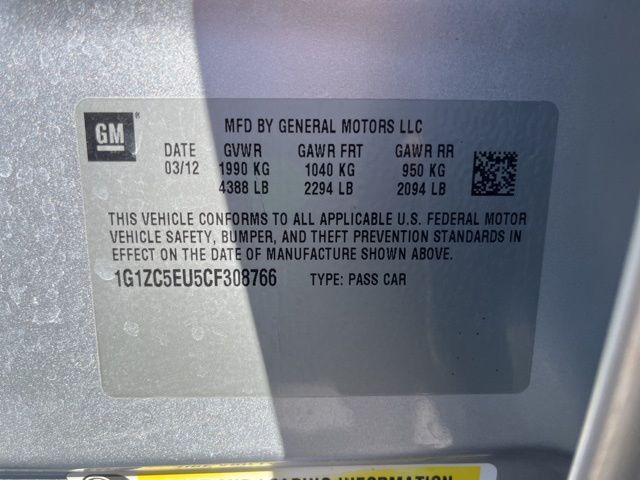 GM
MFD BY GENERAL MOTORS LLC
DATE GVWR GAWR FRT GAWR RR
03/12 1990 KG 1040 KG 950 KG
4388 LB 2294 LB 2094 LB
THIS VEHICLE CONFORMS TO ALL APPLICABLE U.S. FEDERAL MOTOR
VEHICLE SAFETY, BUMPER, AND THEFT PREVENTION STANDARDS IN
EFFECT ON THE DATE OF MANUFACTURE SHOWN ABOVE.
1G1ZC5EU5CF308766 TYPE: PASS CAR
LOADING INFORMATION